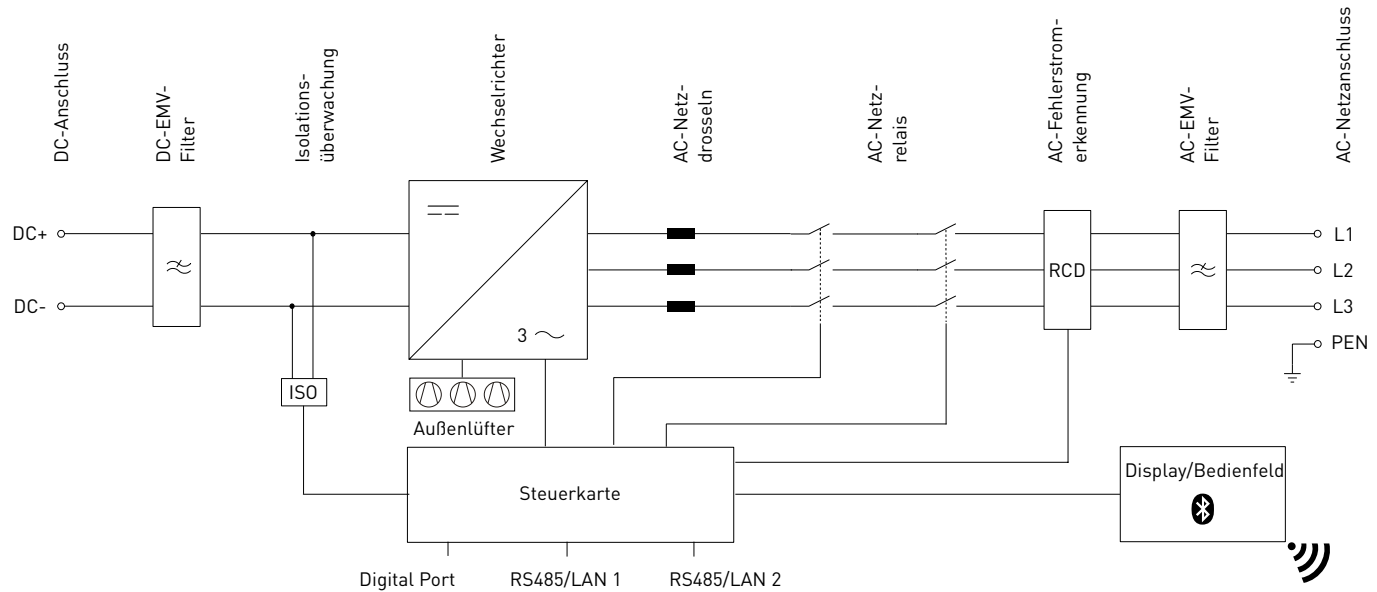 DC-Anschluss
DC-EMV-
Filter
Isolations-
überwachung
Wechselrichter
AC-Netz-
drosseln
AC-Netz-
relais
AC-Fehlerstrom-
erkennung
AC-EMV-
Filter
AC-Netzanschluss
DC+
L1
RCD
L2
DC-
L3
3
PEN
ISO
Außenlüfter
Display/Bedienfeld
Steuerkarte
Digital Port
RS485/LAN 1
RS485/LAN 2